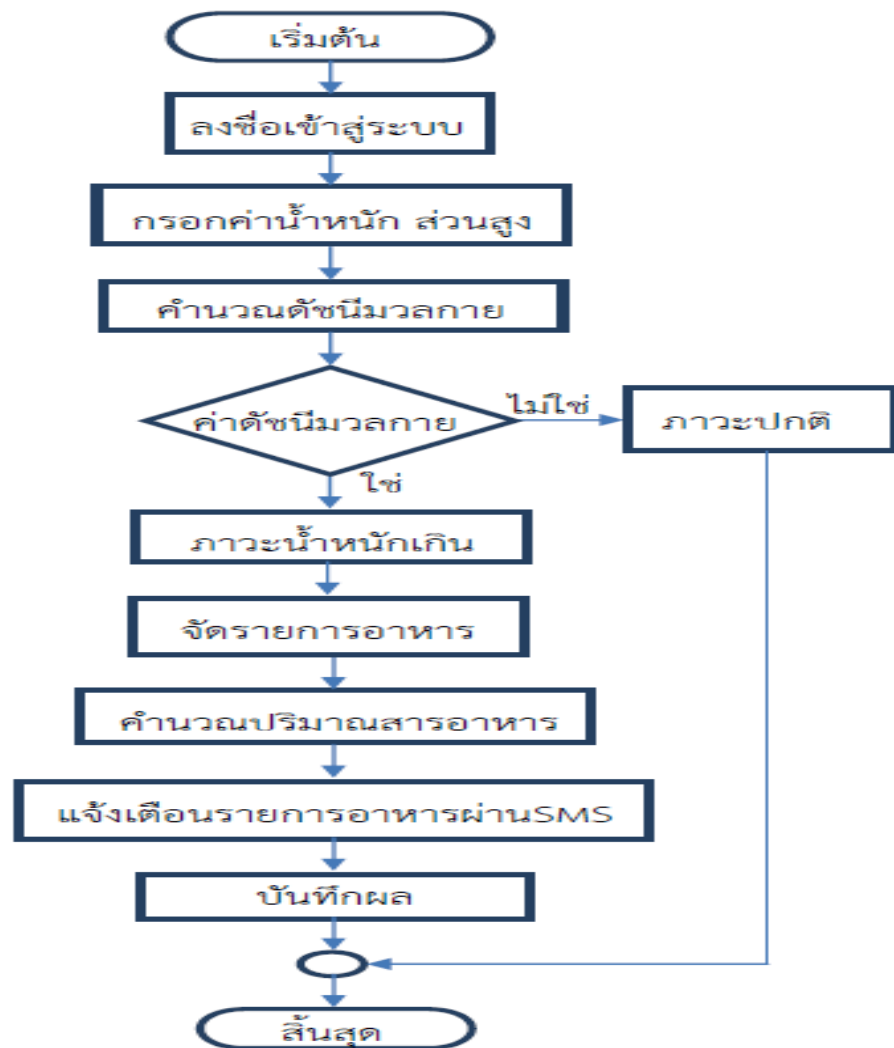 เริ่มต้น
ลงชื่อเข้าสู่ระบบ
กรอกค่าน้ำหนัก ส่วนสูง
คำนวณดัชนีมวลกาย
ค่าดัชนีมวลกาย
ไม่ใช่
ภาวะปกติ
ใช่
ภาวะน้ำหนักเกิน
จัดรายการอาหาร
คำนวณปริมาณสารอาหาร
แจ้งเตือนรายการอาหารผ่านSMS
บันทึกผล
สิ้นสุด